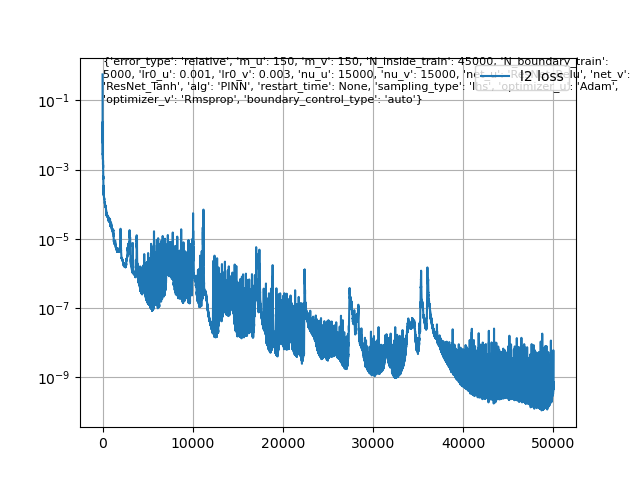 {'error_type': 'relative', 'm_u': 150, 'm_v': 150, 'N_inside_train': 45000, 'N_boundary_train':
5000, 'lr0_u': 0.001, 'lr0_v': 0.003, 'nu_u': 15000, 'nu_v': 15000, 'net_u': 'net_v':
'ResNet_Tanh', 'alg': 'PINN', 'restart_time': None, 'sampling_type': 'lhs', 'optimizer_u': 'Adam',
'optimizer_v': 'Rmsprop', 'boundary_control_type': 'auto'}
l2 loss
10⁻¹
10⁻³
10⁻⁵
10⁻⁷
10⁻⁹
0 10000 20000 30000 40000 50000